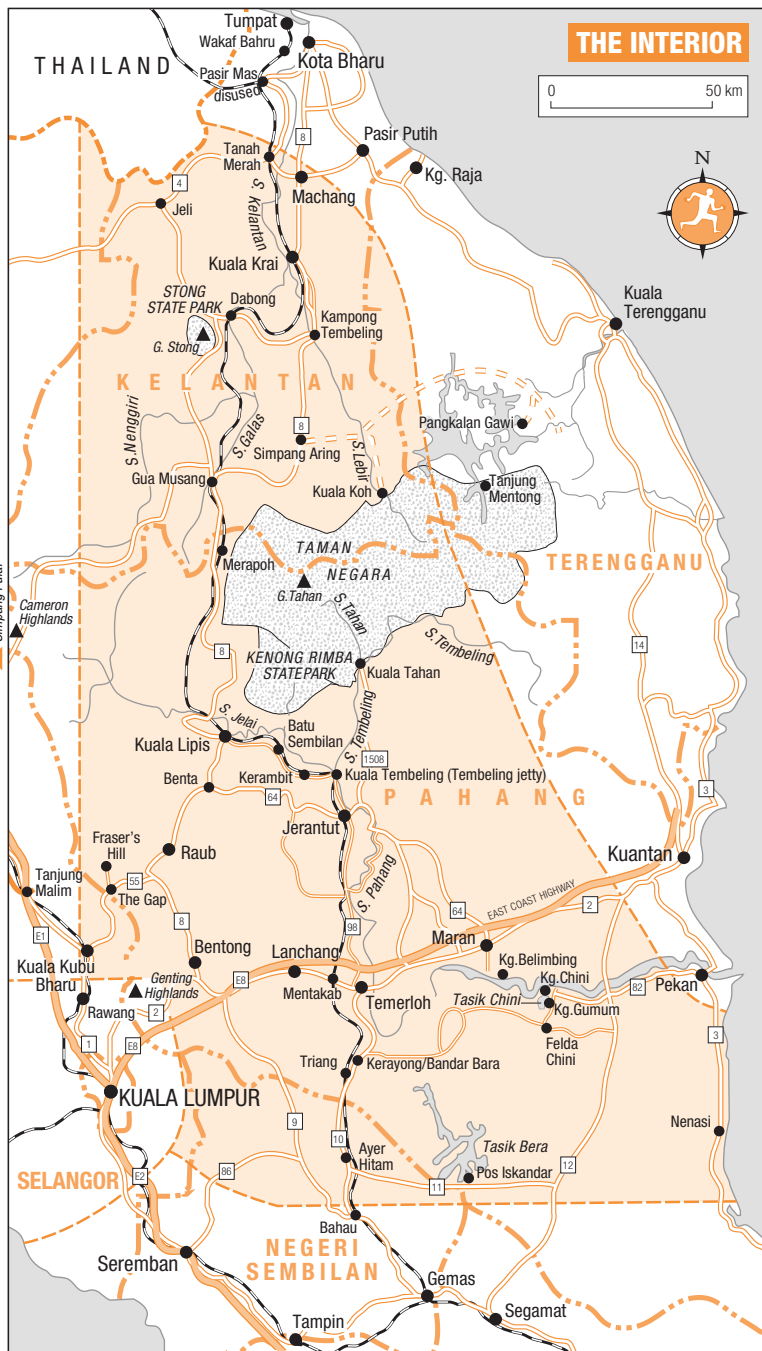 THE INTERIOR
0 50 km
N
THAILAND
Tumpat
Wakaf Bahru
Kota Bharu
Pasir Mas
disused
8
Pasir Putih
Tanah
Merah
Kg. Raja
4
Machang
Jeli
S. Kelantan
Kuala Krai
STONG
STATE PARK
Dabong
G. Stong
Kampong
Tembeling
Kuala
Terengganu
KELANTAN
S.Nenggiri
S.Galas
8
Simpang Aring
Pangkalan Gawi
S.Lebir
Gua Musang
Kuala Koh
Tanjung
Mentong
TAMAN
NEGARA
Merapoh
G.Tahan
TERENGGANU
S.Tahan
Cameron
Highlands
S.Tembeling
8
14
KENONG RIMBA
STATEPARK
Kuala Tahan
S. Jelai
S. Tembeling
Kuala Lipis
Batu
Sembilan
1508
Benta
Kerambit
Kuala Tembeling (Tembeling jetty)
64
PAHANG
3
Jerantut
Fraser's
Hill
Raub
Kuantan
Tanjung
Malim
55
The Gap
S. Pahang
8
64
EAST COAST HIGHWAY
2
98
E1
Bentong
Lanchang
Maran
Kuala Kubu
Bharu
Genting
Highlands
E8
Mentakab
Temerloh
Kg.Belimbing
Kg.Chini
Tasik Chini
Kg.Gumum
82
Pekan
Rawang
2
1
E8
Felda
Chini
3
Triang
Kerayong/Bandar Bara
KUALA LUMPUR
9
10
Nenasi
Ayer
Hitam
Tasik Bera
12
SELANGOR
E2
86
11
Pos Iskandar
Bahau
NEGERI
SEMBILAN
Seremban
Gemas
Segamat
Tampin